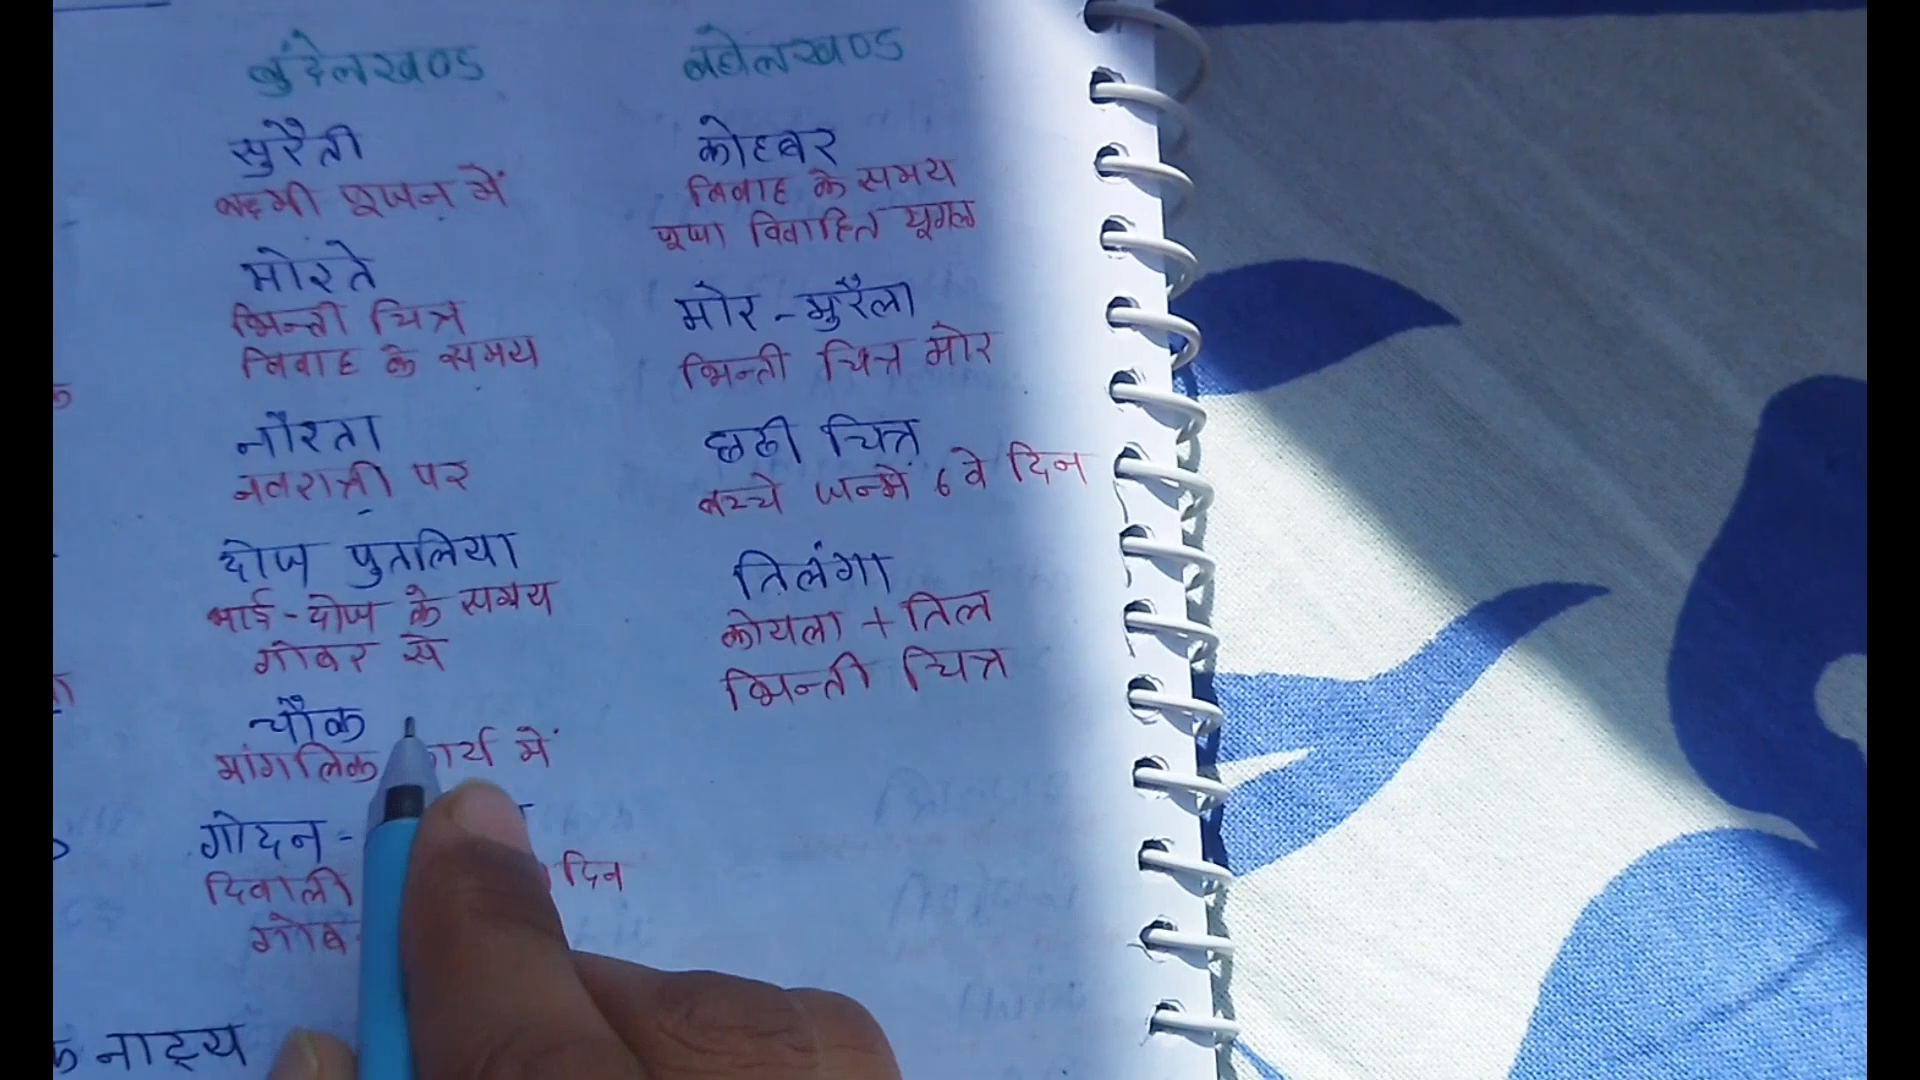 बुंदेलखण्ड
सुरैती
लक्ष्मी पूजन में
मोरते
भित्ती चित्र
विवाह के समय
नौरता
नवरात्री पर
दोज पुतलिया
भाई-दोज के समय
गोबर से
चौक
मांगलिक कार्य में
गोदन-
दिवाली दिन
गोब
बघेलखण्ड
कोहबर
विवाह के समय
पूजा विवाहित यूगल
मोर-मुरैला
भित्ती चित्र मोर
छठी चित्र
बच्चे जन्में 6 वे दिन
तिलंगा
कोयला + तिल
भित्ती चित्र
नाट्य